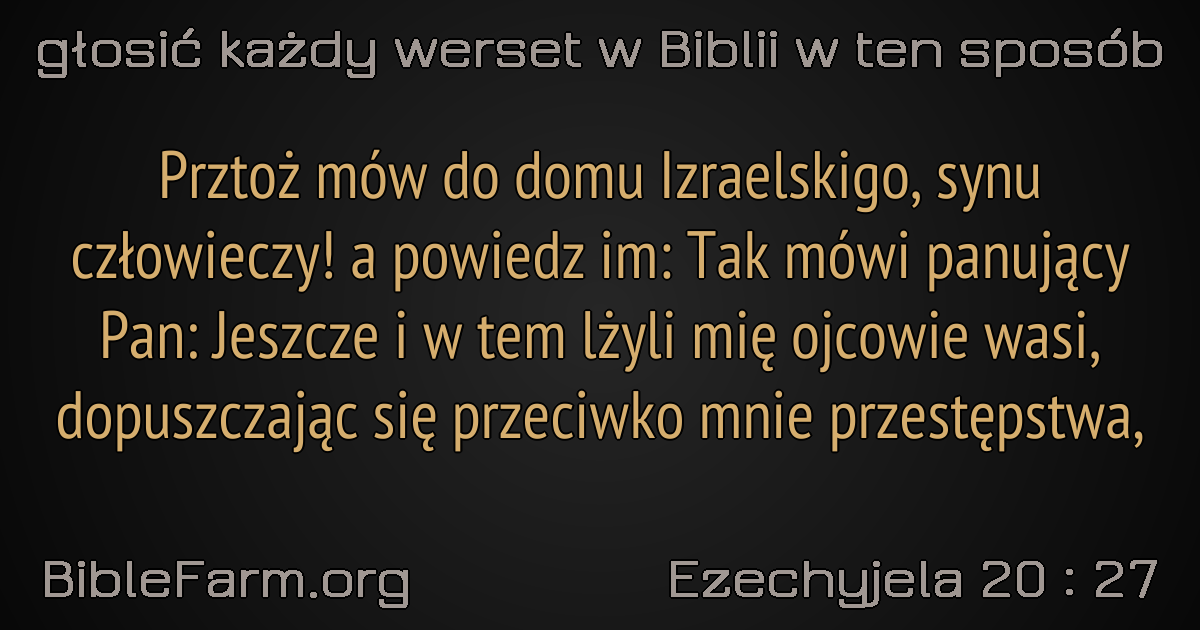 głosić każdy werset w Biblii w ten sposób
Prztoż mów do domu Izraelskigo, synu
człowieczy! a powiedz im: Tak mówi panujący
Pan: Jeszcze i w tem lżyli mię ojcowie wasi,
dopuszczając się przeciwko mnie przestępstwa,
BibleFarm.org
Ezechyjela 20 : 27